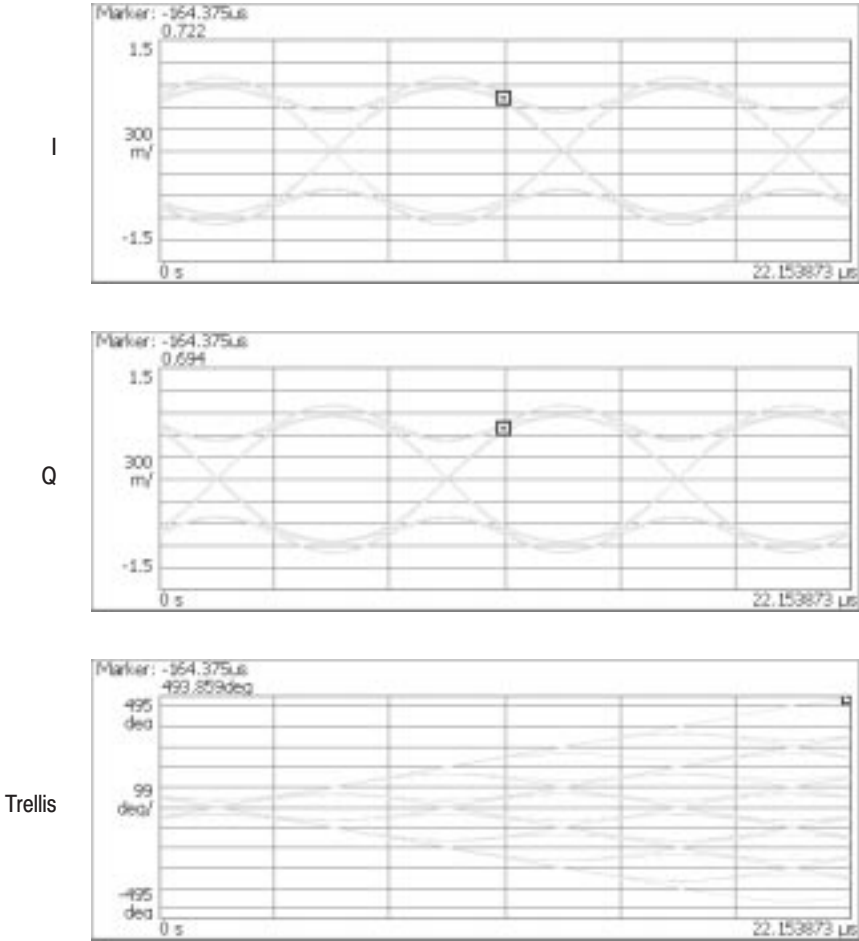 Marker: -164.375us
0.722
1.5
I
300
m/
-1.5
0 s
22.153873 µs
Marker: -164.375us
0.694
1.5
Q
300
m/
-1.5
0 s
22.153873 µs
Marker: -164.375us
493.859deg
495
deg
Trellis
99
deg/
-495
deg
0 s
22.153873 µs